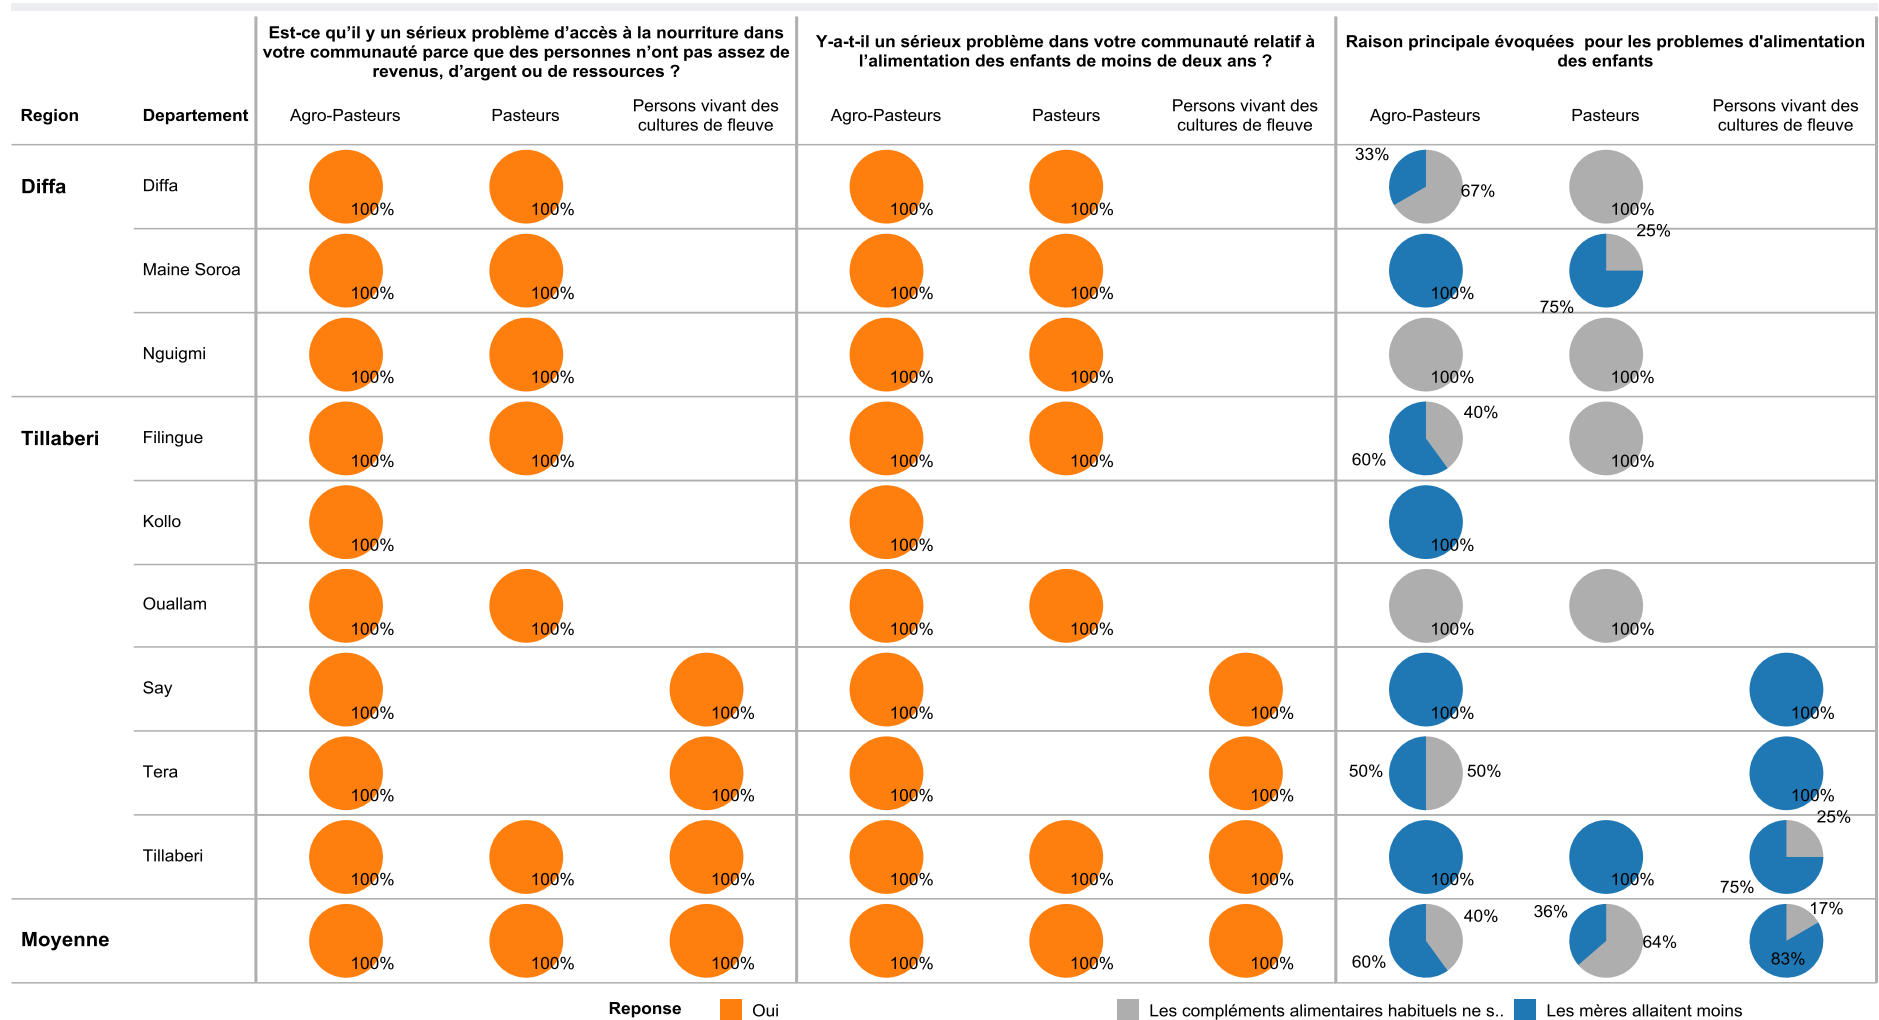 Est-ce qu’il y un sérieux problème d’accès à la nourriture dans
votre communauté parce que des personnes n’ont pas assez de
revenus, d’argent ou de ressources ?
Y-a-t-il un sérieux problème dans votre communauté relatif à
l’alimentation des enfants de moins de deux ans ?
Raison principale évoquées  pour les problemes d'alimentation
des enfants
Region Departement Agro-Pasteurs Pasteurs Persons vivant des
cultures de fleuve
Agro-Pasteurs Pasteurs Persons vivant des
cultures de fleuve
Agro-Pasteurs Pasteurs Persons vivant des
cultures de fleuve
Diffa Diffa 100% 100% 100% 100% 33% 67% 100%
Maine Soroa 100% 100% 100% 100% 100% 25% 75%
Nguigmi 100% 100% 100% 100% 100% 100%
Tillaberi Filingue 100% 100% 100% 100% 40% 60% 100%
Kollo 100% 100% 100%
Ouallam 100% 100% 100% 100% 100% 100%
Say 100% 100% 100% 100% 100% 100%
Tera 100% 100% 100% 100% 50% 50% 100%
Tillaberi 100% 100% 100% 100% 100% 100% 100% 100% 25% 75%
Moyenne 100% 100% 100% 100% 100% 100% 40% 60% 36% 64% 17% 83%
Reponse Oui Les compléments alimentaires habituels ne s.. Les mères allaitent moins